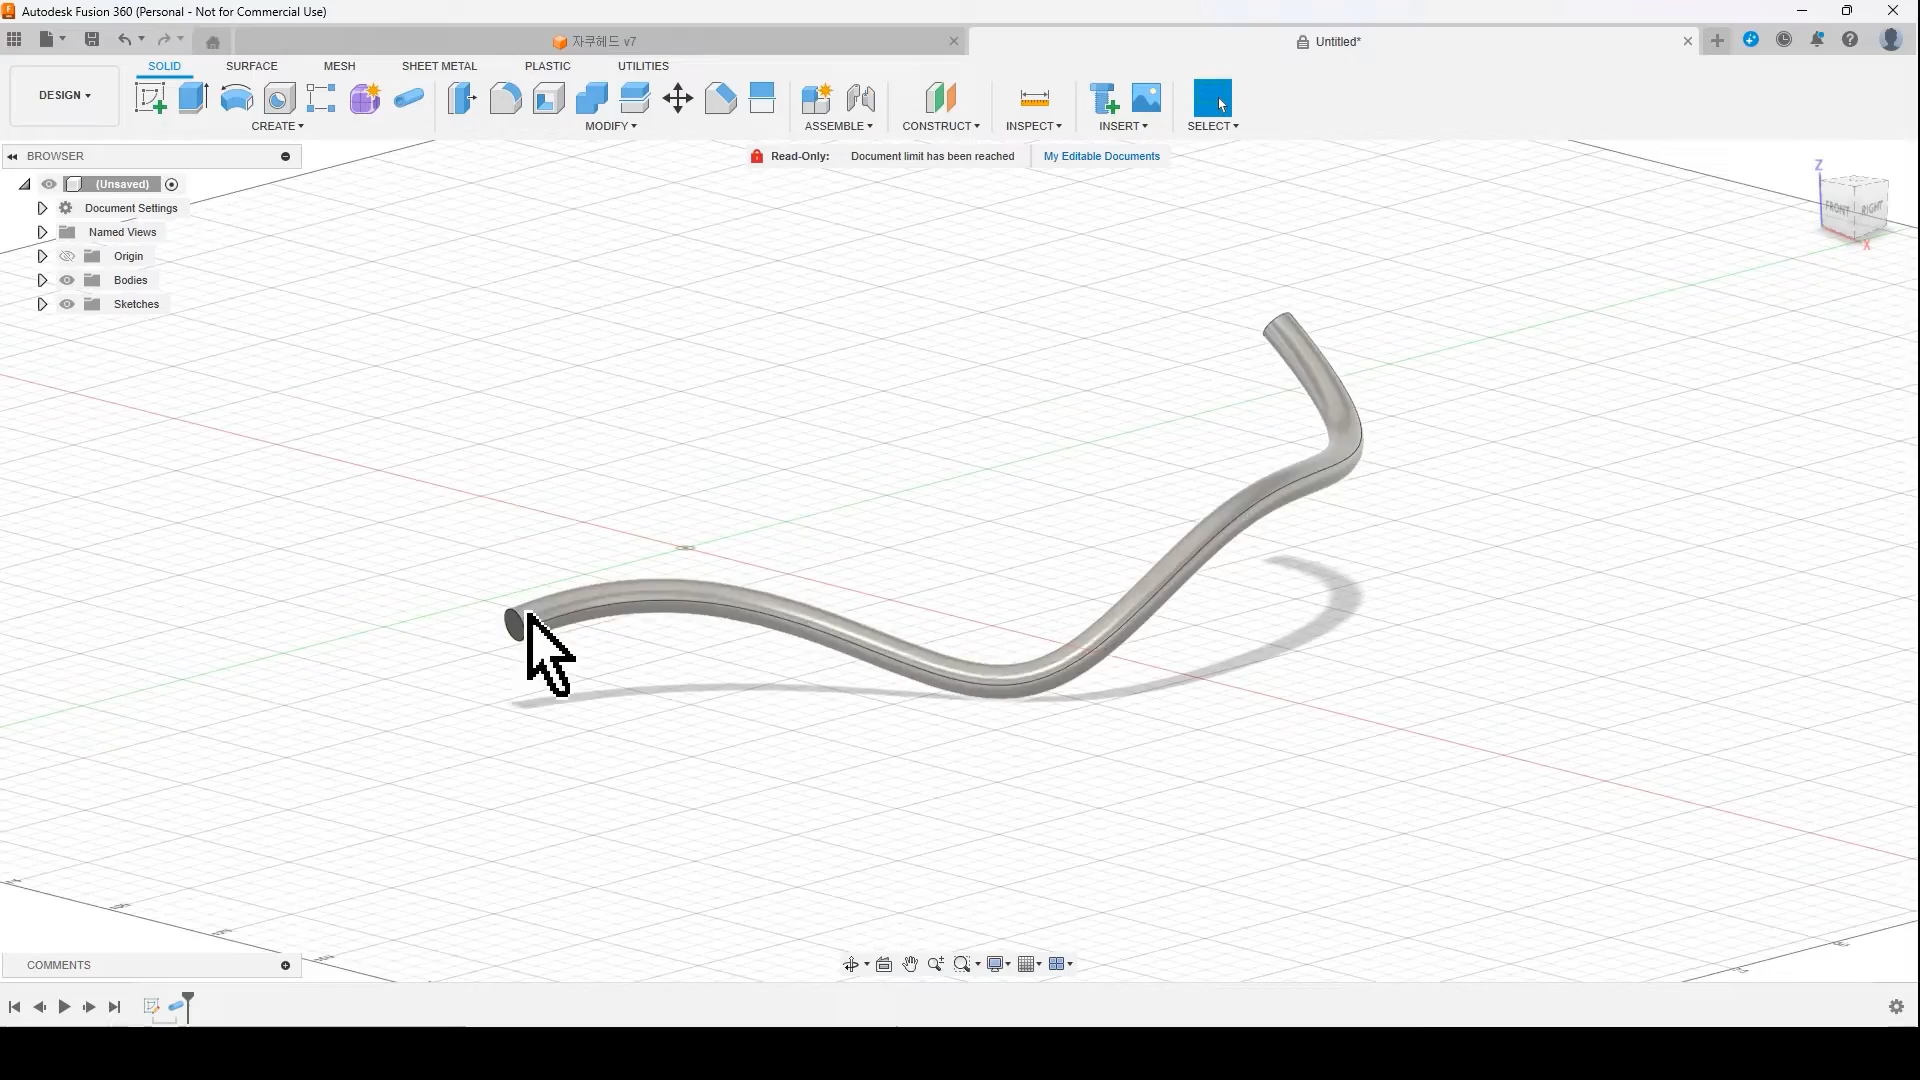 Autodesk Fusion 360 (Personal - Not for Commercial Use)
자쿠헤드 v7
Untitled*
DESIGN
SOLID
SURFACE
MESH
SHEET METAL
PLASTIC
UTILITIES
CREATE
MODIFY
ASSEMBLE
CONSTRUCT
INSPECT
INSERT
SELECT
BROWSER
Read-Only:
Document limit has been reached
My Editable Documents
(Unsaved)
Document Settings
Named Views
Origin
Bodies
Sketches
Z
FRONT
RIGHT
X
COMMENTS